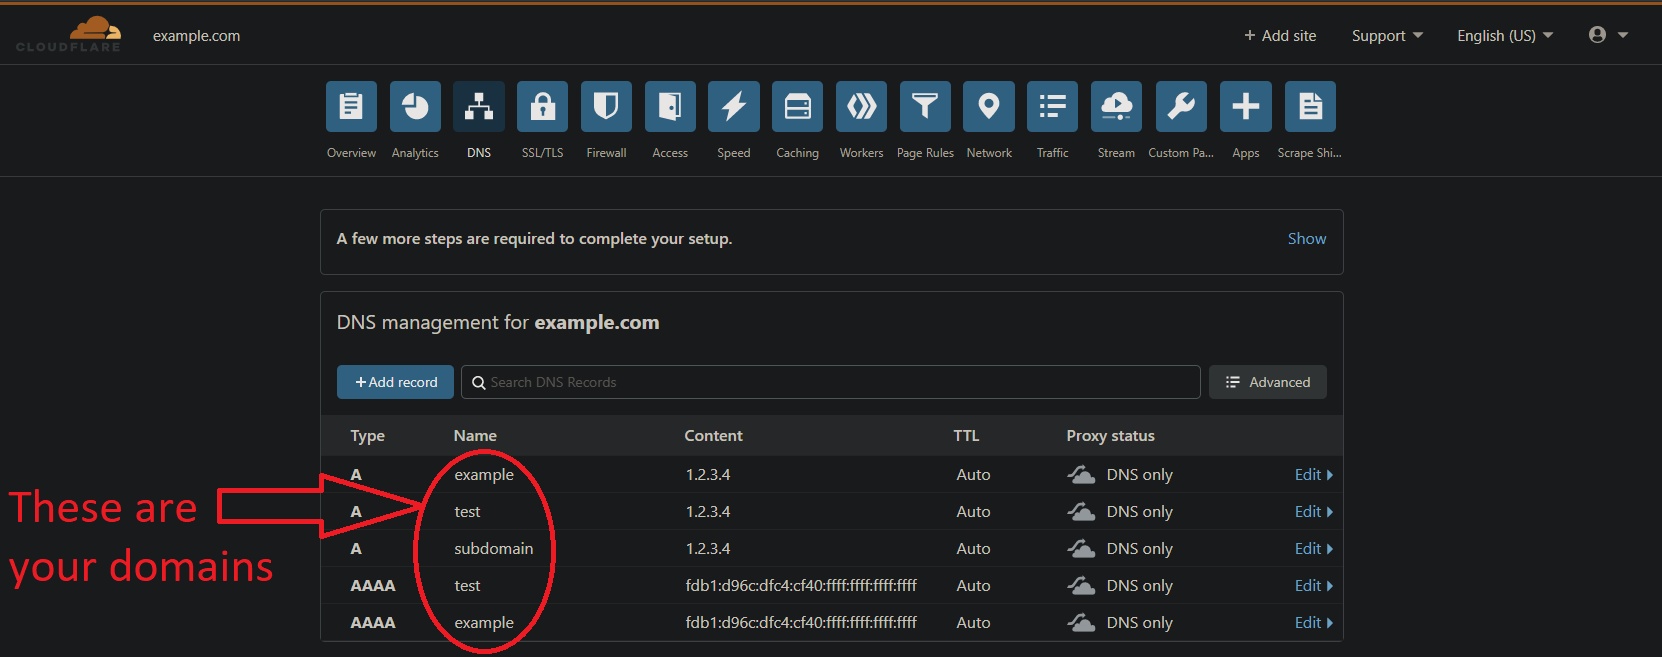 CLOUDFLARE
example.com
+ Add site
Support
English (US)
Overview
Analytics
DNS
SSL/TLS
Firewall
Access
Speed
Caching
Workers
Page Rules
Network
Traffic
Stream
Custom Pa...
Apps
Scrape Shi...
A few more steps are required to complete your setup. Show
DNS management for example.com
+Add record
Search DNS Records
Advanced
Type Name Content TTL Proxy status
A example 1.2.3.4 Auto DNS only Edit
A test 1.2.3.4 Auto DNS only Edit
A subdomain 1.2.3.4 Auto DNS only Edit
AAAA test fdb1:d96c:dfc4:cf40:ffff:ffff:ffff:ffff Auto DNS only Edit
AAAA example fdb1:d96c:dfc4:cf40:ffff:ffff:ffff:ffff Auto DNS only Edit
These are
your domains